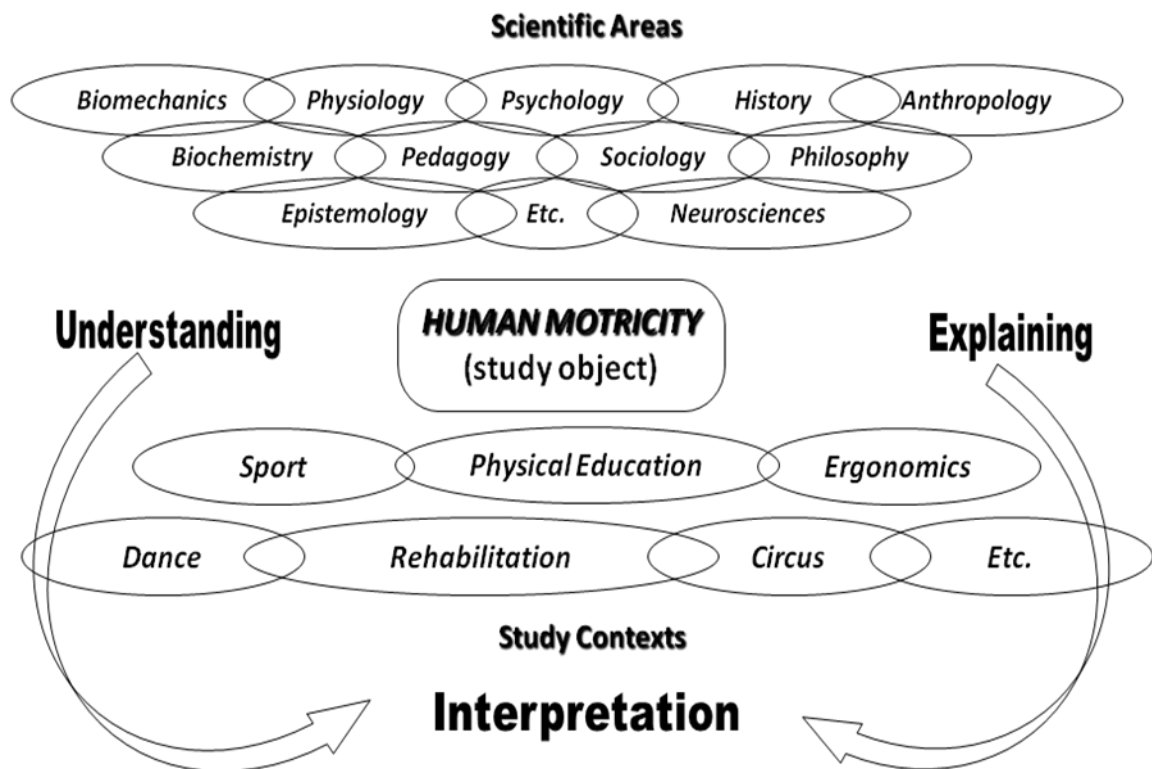 Scientific Areas
Biomechanics Physiology Psychology History Anthropology
Biochemistry Pedagogy Sociology Philosophy
Epistemology Etc. Neurosciences
Understanding
HUMAN MOTRICITY
(study object)
Explaining
Sport Physical Education Ergonomics
Dance Rehabilitation Circus Etc.
Study Contexts
Interpretation